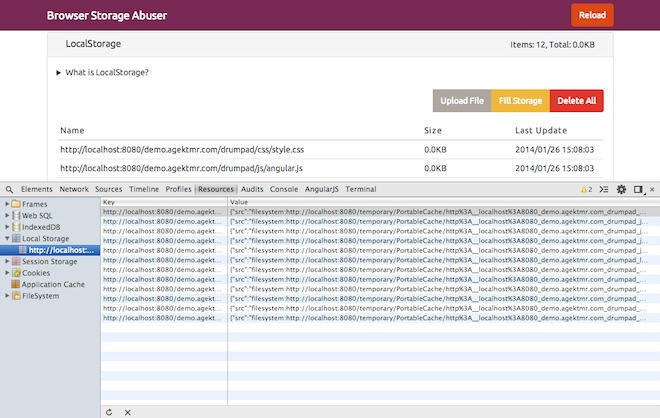 Browser Storage Abuser
Reload
LocalStorage
Items: 12, Total: 0.0KB
What is LocalStorage?
Upload File
Fill Storage
Delete All
Name Size Last Update
http://localhost:8080/demo.agektmr.com/drumpad/css/style.css 0.0KB 2014/01/26 15:08:03
http://localhost:8080/demo.agektmr.com/drumpad/js/angular.js 0.0KB 2014/01/26 15:08:03
Elements Network Sources Timeline Profiles Resources Audits Console AngularJS Terminal 2
Frames
Web SQL
IndexedDB
Local Storage
http://localhost:...
Session Storage
Cookies
Application Cache
FileSystem
Key Value
http://localhost:8080/demo.agekt... {"src":"filesystem:http://localhost:8080/temporary/PortableCache/http%3A__localhost%3A8080_demo.agektmr.com_drumpad_...
http://localhost:8080/demo.agekt... {"src":"filesystem:http://localhost:8080/temporary/PortableCache/http%3A__localhost%3A8080_demo.agektmr.com_drumpad_j...
http://localhost:8080/demo.agekt... {"src":"filesystem:http://localhost:8080/temporary/PortableCache/http%3A__localhost%3A8080_demo.agektmr.com_drumpad_j...
http://localhost:8080/demo.agekt... {"src":"filesystem:http://localhost:8080/temporary/PortableCache/http%3A__localhost%3A8080_demo.agektmr.com_drumpad_...
http://localhost:8080/demo.agekt... {"src":"filesystem:http://localhost:8080/temporary/PortableCache/http%3A__localhost%3A8080_demo.agektmr.com_drumpad_j...
http://localhost:8080/demo.agekt... {"src":"filesystem:http://localhost:8080/temporary/PortableCache/http%3A__localhost%3A8080_demo.agektmr.com_drumpad_l...
http://localhost:8080/demo.agekt... {"src":"filesystem:http://localhost:8080/temporary/PortableCache/http%3A__localhost%3A8080_demo.agektmr.com_drumpad_...
http://localhost:8080/demo.agekt... {"src":"filesystem:http://localhost:8080/temporary/PortableCache/http%3A__localhost%3A8080_demo.agektmr.com_drumpad_...
http://localhost:8080/demo.agekt... {"src":"filesystem:http://localhost:8080/temporary/PortableCache/http%3A__localhost%3A8080_demo.agektmr.com_drumpad_...
http://localhost:8080/demo.agekt... {"src":"filesystem:http://localhost:8080/temporary/PortableCache/http%3A__localhost%3A8080_demo.agektmr.com_drumpad_...
http://localhost:8080/demo.agekt... {"src":"filesystem:http://localhost:8080/temporary/PortableCache/http%3A__localhost%3A8080_demo.agektmr.com_drumpad_...
http://localhost:8080/demo.agekt... {"src":"filesystem:http://localhost:8080/temporary/PortableCache/http%3A__localhost%3A8080_demo.agektmr.com_drumpad_...